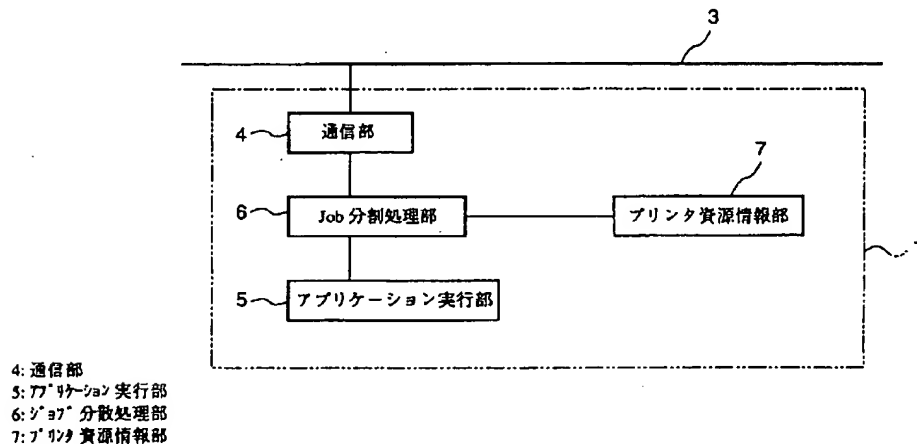 3
4 通信部
7
6 Job 分割処理部 プリンタ資源情報部
5 アプリケーション実行部
4: 通信部
5: ｱﾌﾟﾘｹｰｼｮﾝ 実行部
6: ｼﾞｮﾌﾞ 分散処理部
7: ﾌﾟﾘﾝﾀ 資源情報部